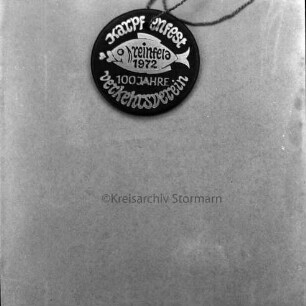 Karpfenfest
Reinfeld
1972
100 JAHRE
Verkehrsverein
©Kreisarchiv Stormarn